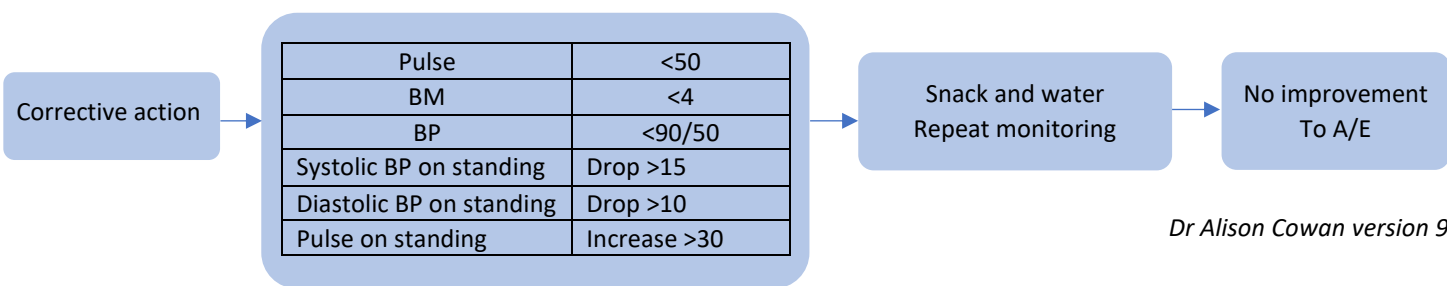 Corrective action
Pulse <50
BM <4
BP <90/50
Systolic BP on standing Drop >15
Diastolic BP on standing Drop >10
Pulse on standing Increase >30
Snack and water
Repeat monitoring
No improvement
To A/E
Dr Alison Cowan version 9